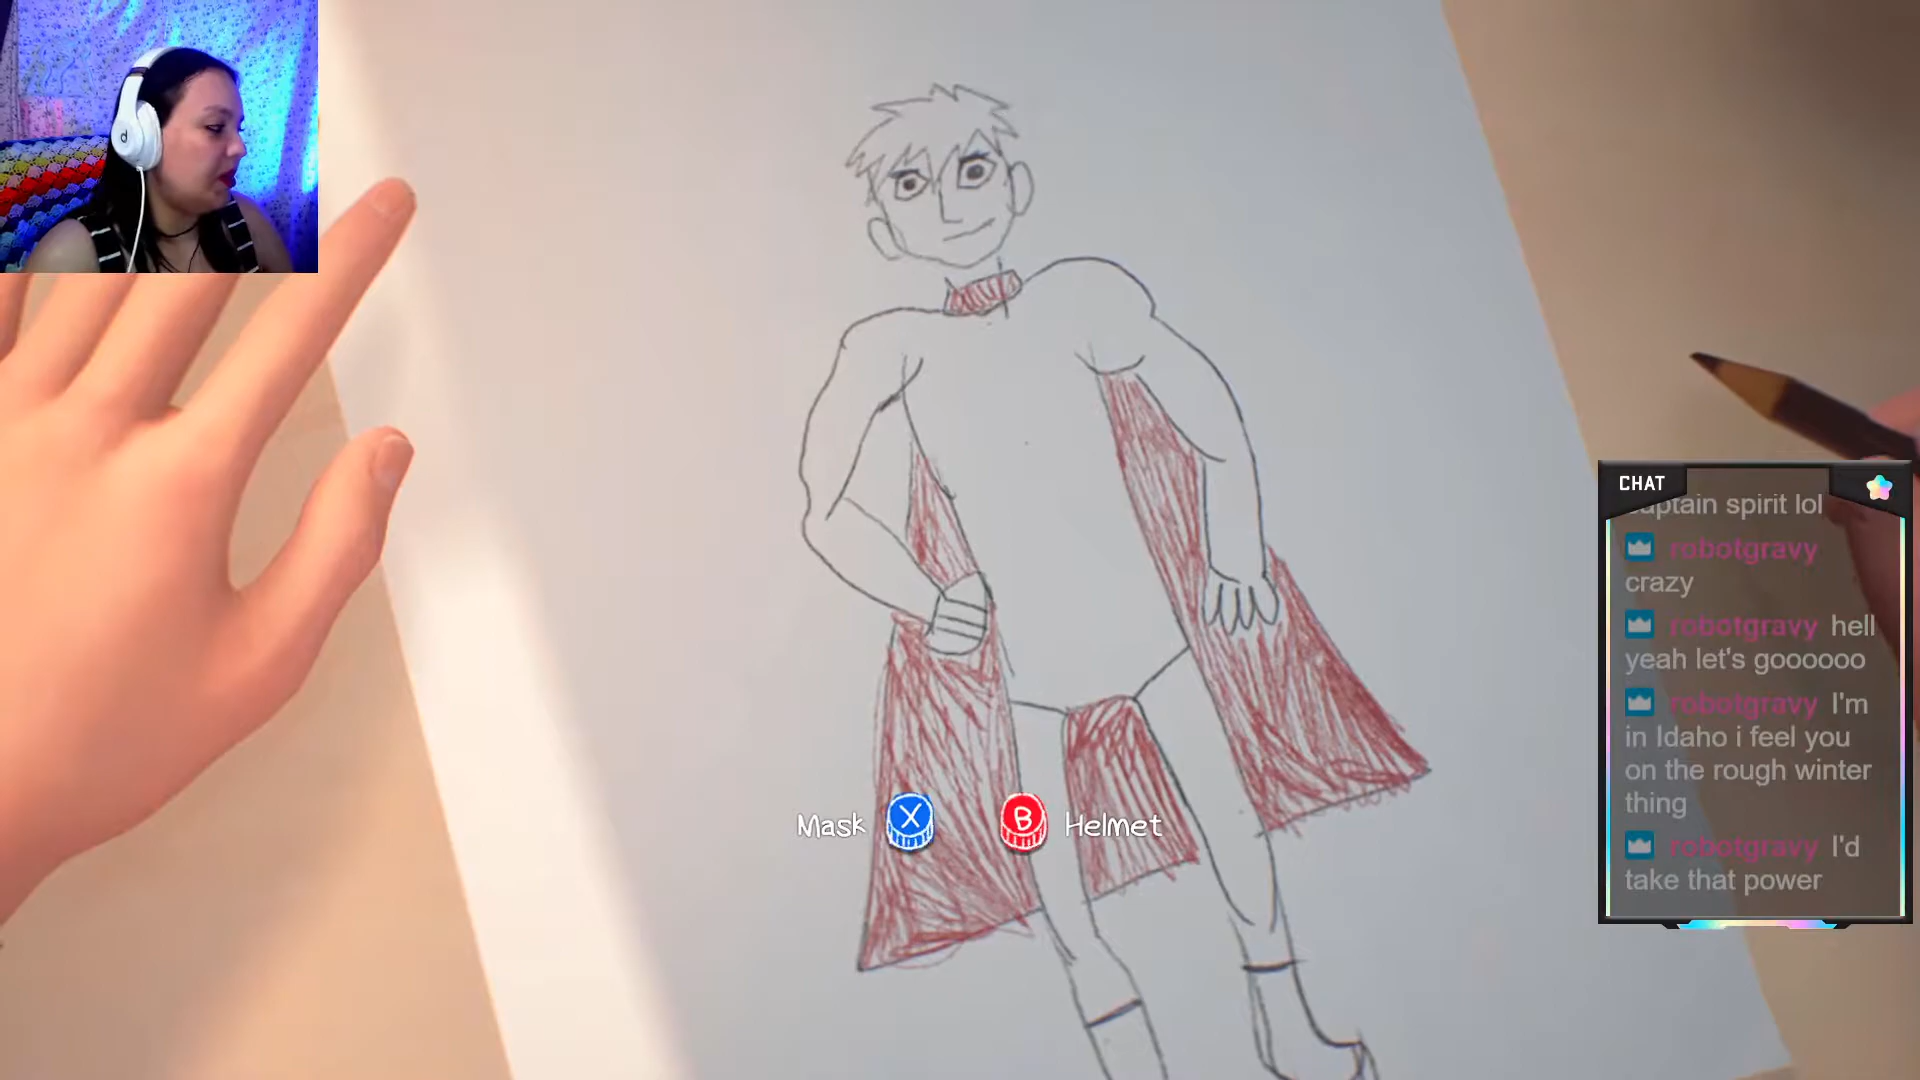 CHAT
captain spirit lol
robotgravy
crazy
robotgravy hell
yeah let's goooooo
robotgravy I'm
in Idaho i feel you
on the rough winter
thing
robotgravy I'd
take that power
Mask X B Helmet